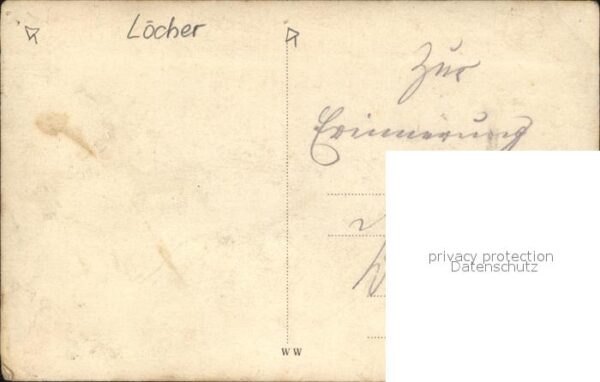 Löcher
Zur
Erinnerung
privacy protection
Datenschutz
WW